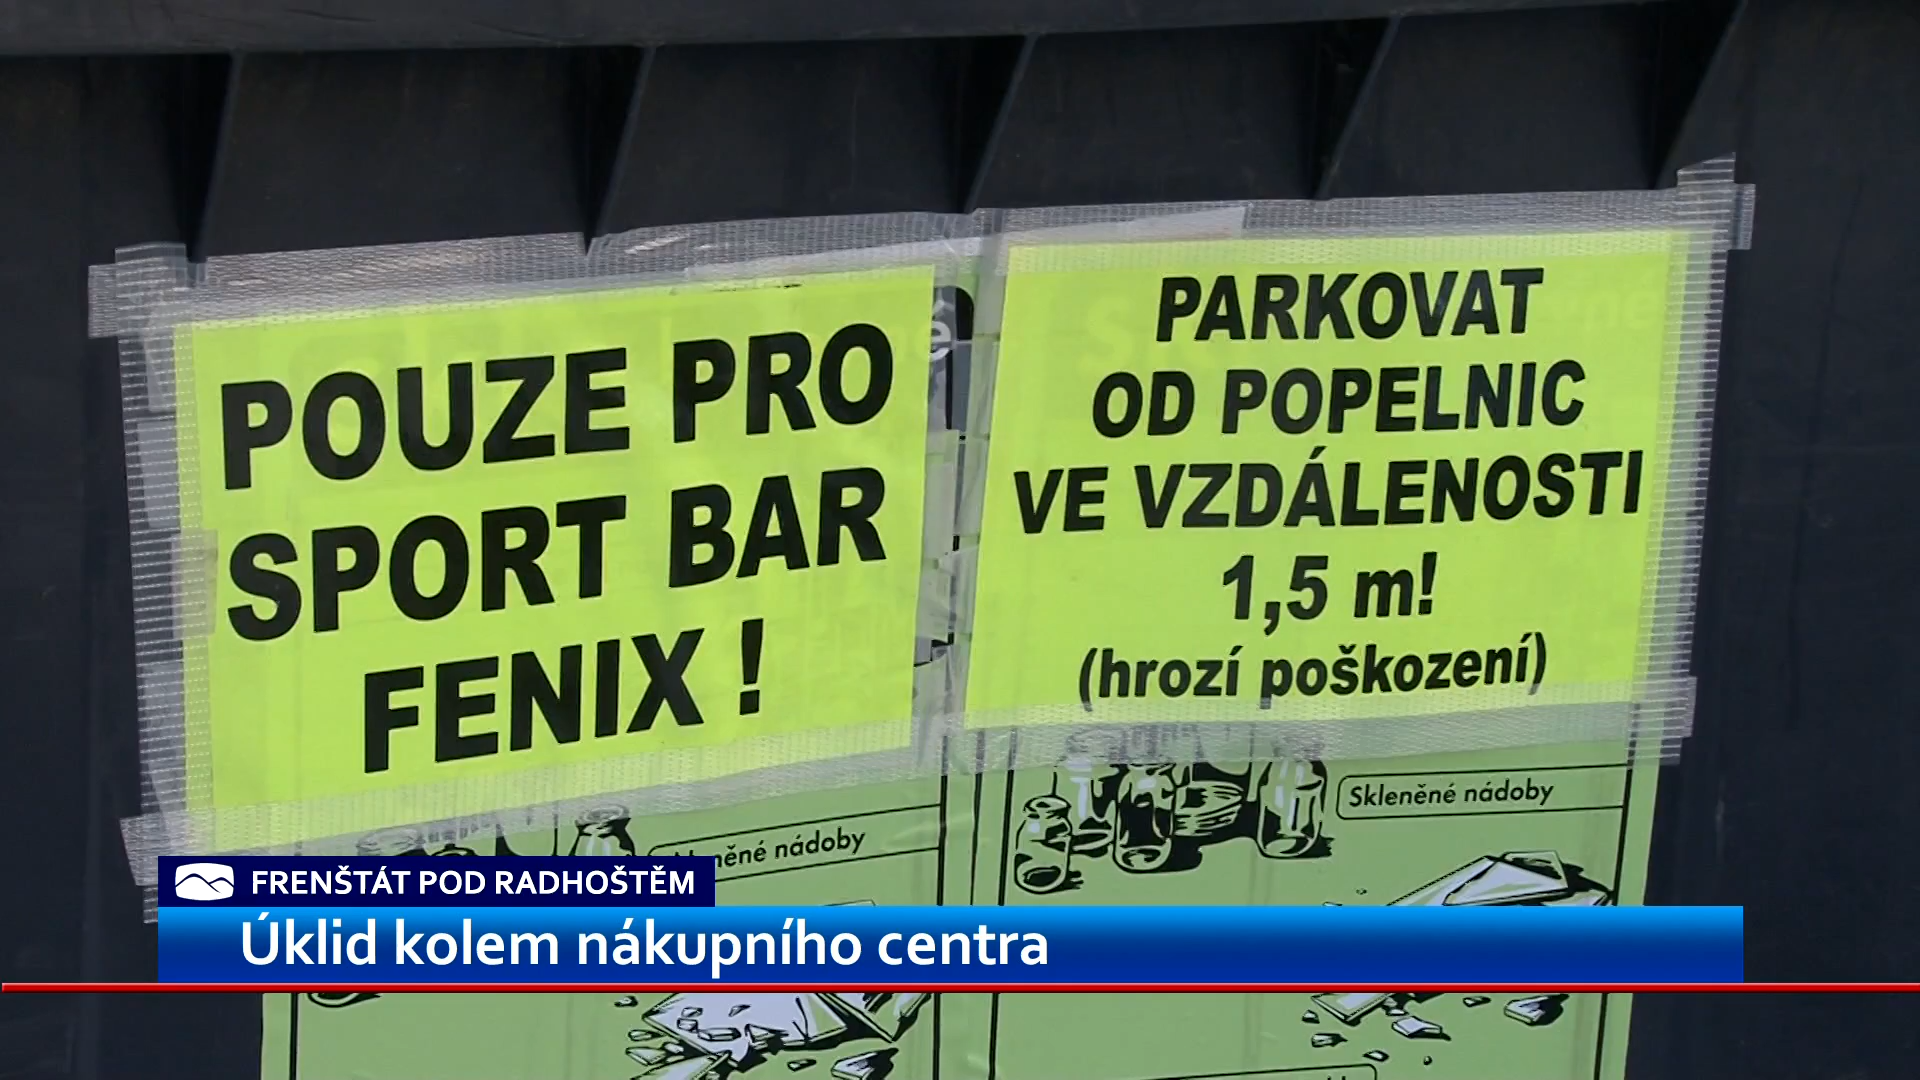 POUZE PRO
SPORT BAR
FENIX !
PARKOVAT
OD POPELNIC
VE VZDÁLENOSTI
1,5 m!
(hrozí poškození)
Skleněné nádoby
nádoby
FRENŠTÁT POD RADHOŠTĚM
Úklid kolem nákupního centra